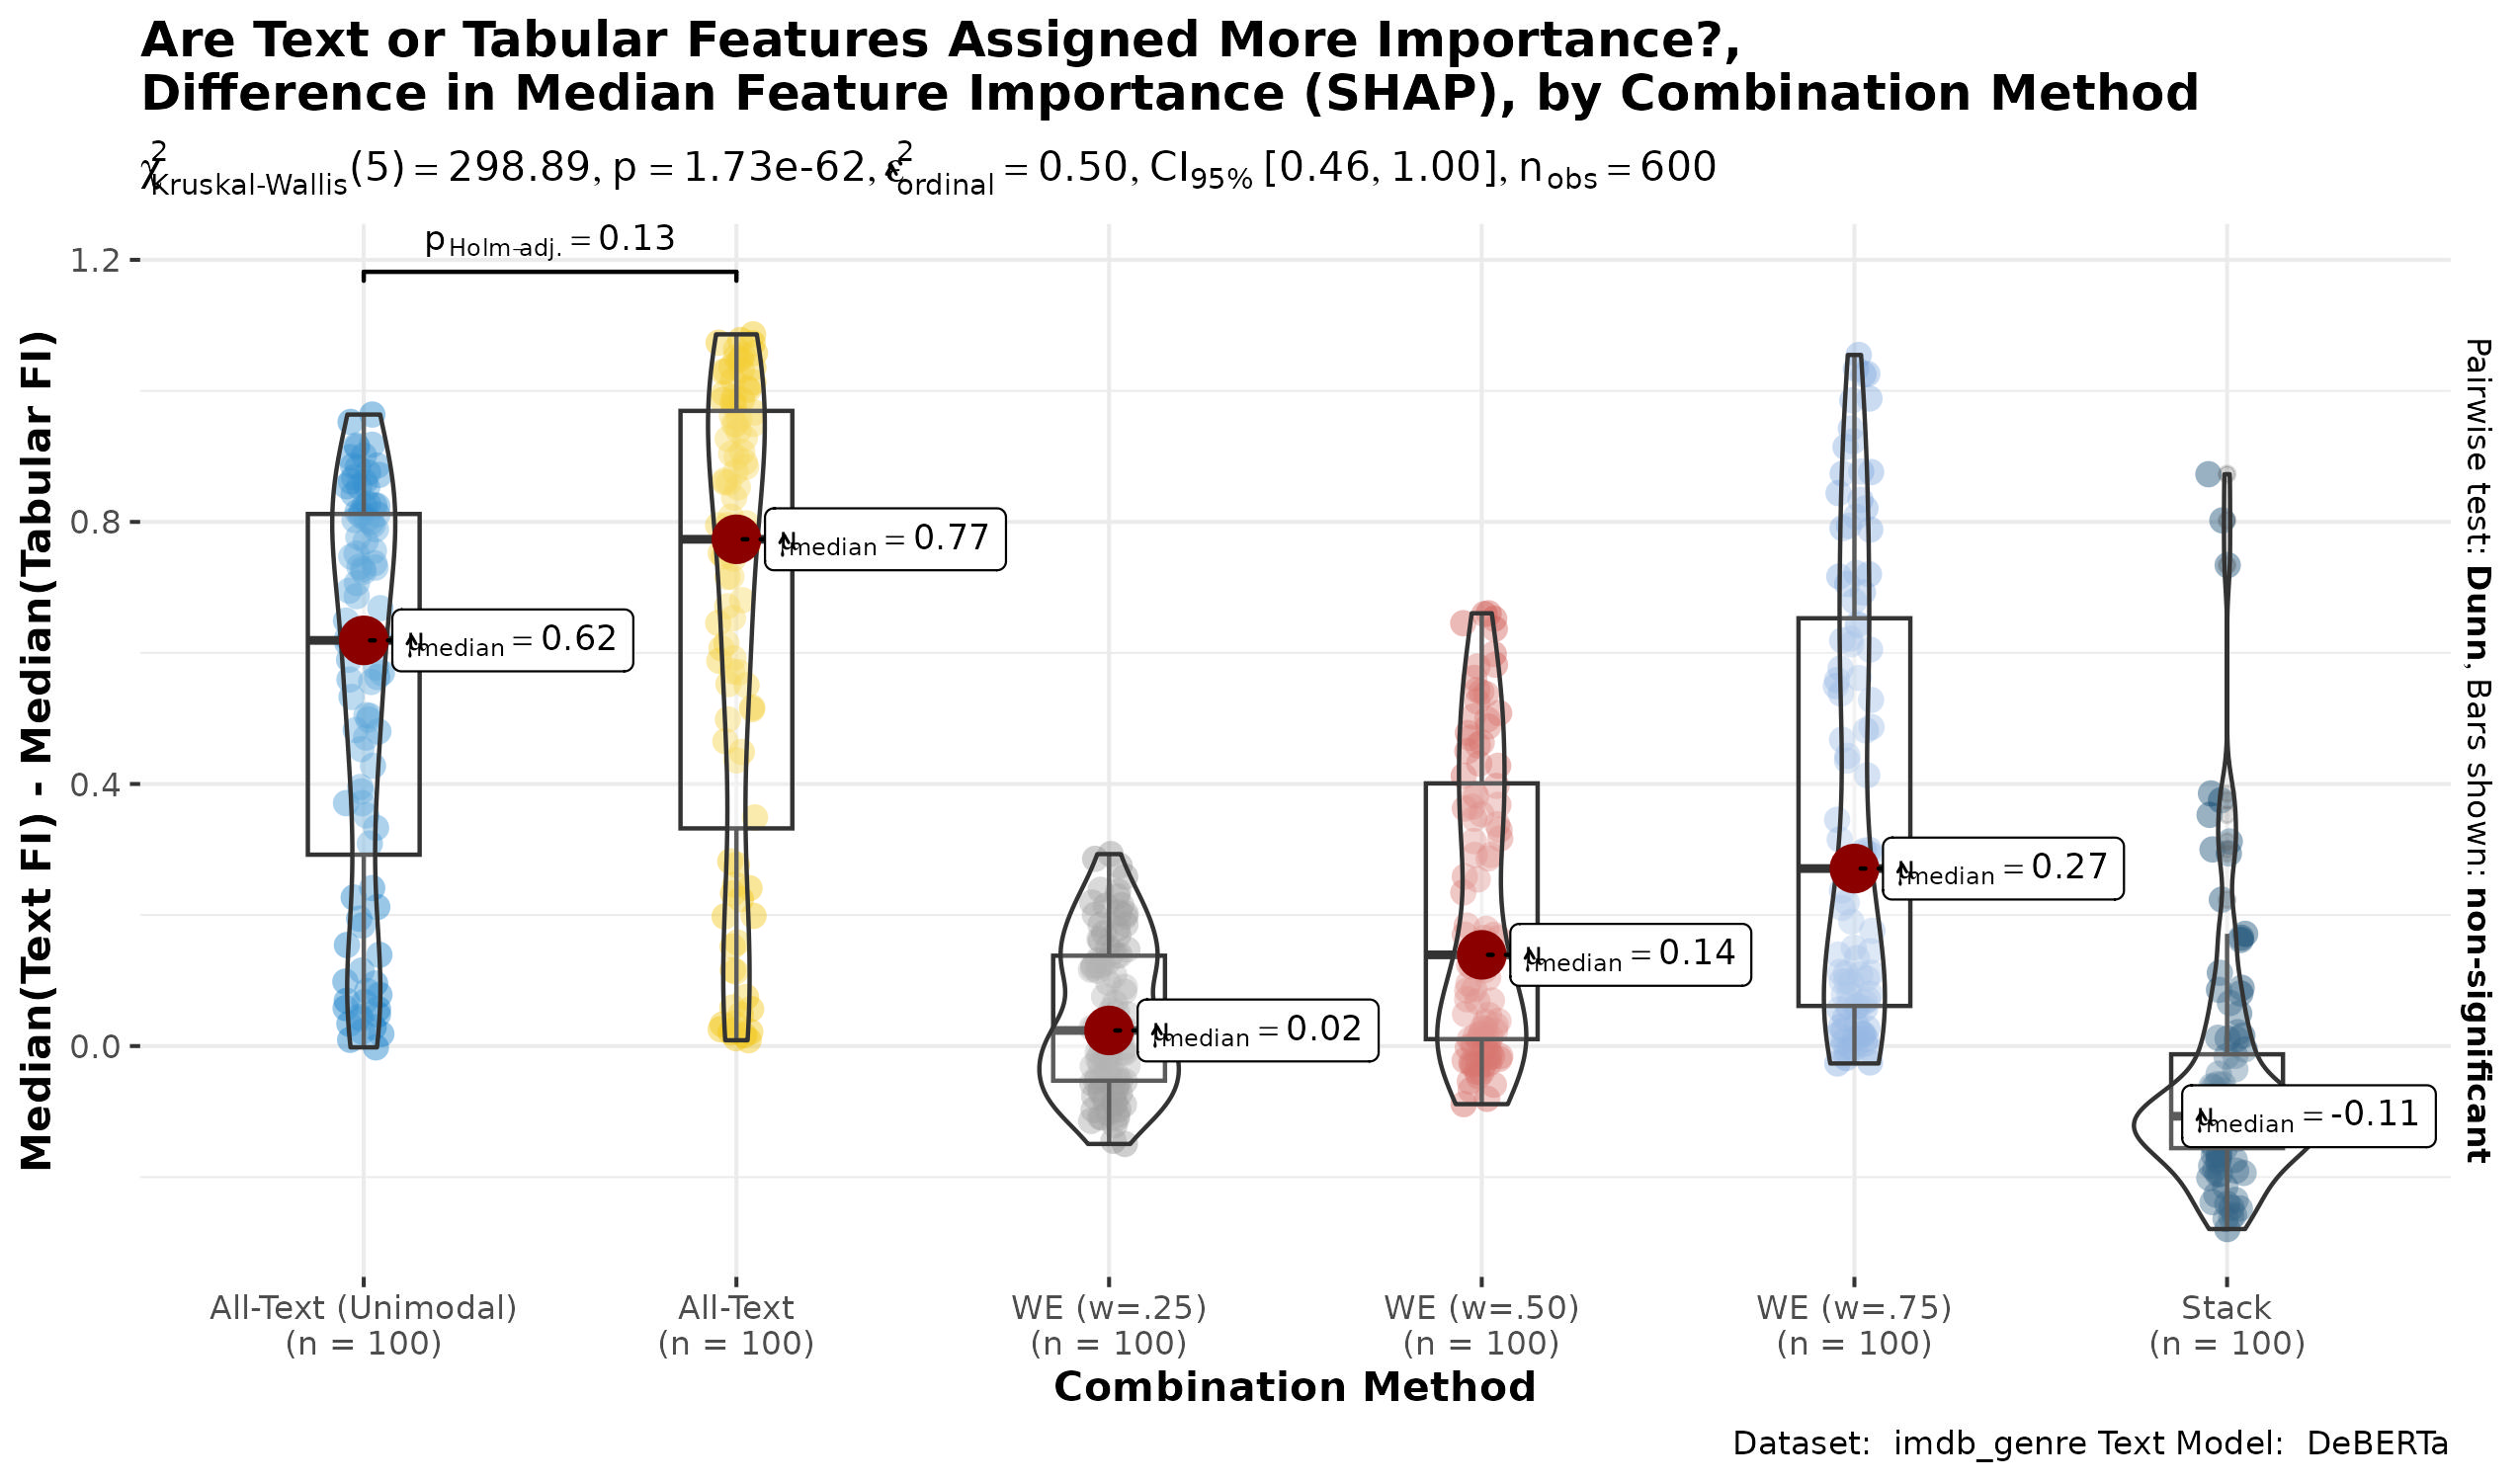 Are Text or Tabular Features Assigned More Importance?,
Difference in Median Feature Importance (SHAP), by Combination Method
χ²Kruskal-Wallis(5) = 298.89, p = 1.73e-62, ε²ordinal = 0.50, CI95% [0.46, 1.00], nobs = 600
pHolm-adj. = 0.13
1.2
0.8
0.4
0.0
Median(Text FI) - Median(Tabular FI)
μ̂median = 0.62
μ̂median = 0.77
μ̂median = 0.02
μ̂median = 0.14
μ̂median = 0.27
μ̂median = -0.11
Pairwise test: Dunn, Bars shown: non-significant
All-Text (Unimodal)
(n = 100)
All-Text
(n = 100)
WE (w=.25)
(n = 100)
WE (w=.50)
(n = 100)
WE (w=.75)
(n = 100)
Stack
(n = 100)
Combination Method
Dataset:  imdb_genre Text Model:  DeBERTa